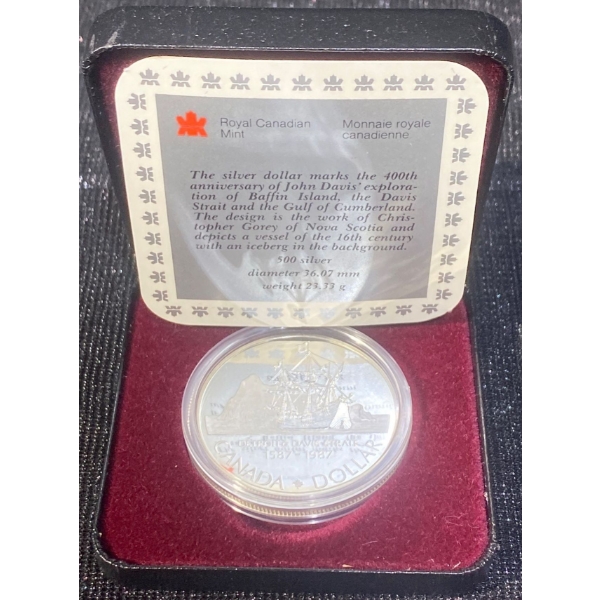 Royal Canadian
Mint
Monnaie royale
canadienne
The silver dollar marks the 400th
anniversary of John Davis' explora-
tion of Baffin Island, the Davis
Strait and the Gulf of Cumberland.
The design is the work of Chris-
topher Gorey of Nova Scotia and
depicts a vessel of the 16th century
with an iceberg in the background.
500 silver
diameter 36.07 mm
weight 23.33 g
1587 · 1987
CANADA DOLLAR